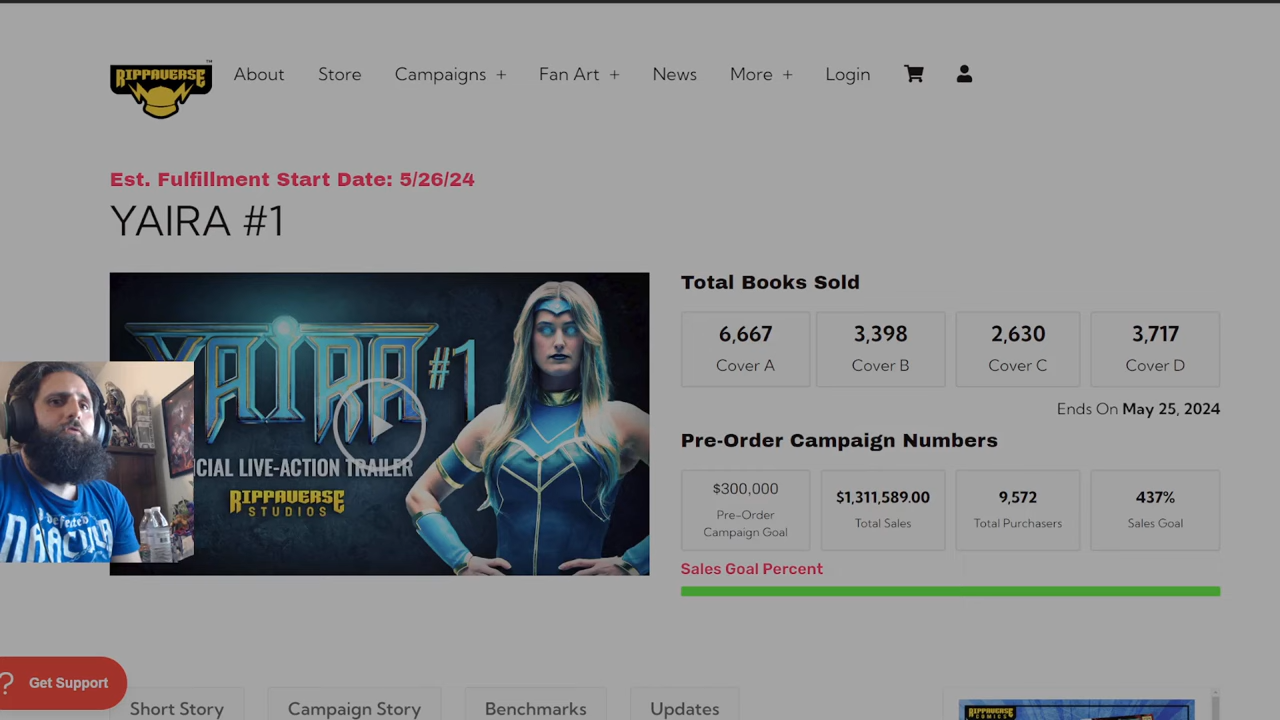 RIPPAVERSE
TM
About Store Campaigns + Fan Art + News More + Login
Est. Fulfillment Start Date: 5/26/24
YAIRA #1
YAIRA #1
CIAL LIVE-ACTION TRAILER
RIPPAVERSE
STUDIOS
Total Books Sold
6,667 3,398 2,630 3,717
Cover A Cover B Cover C Cover D
Ends On May 25, 2024
Pre-Order Campaign Numbers
$300,000 $1,311,589.00 9,572 437%
Pre-Order
Campaign Goal
Total Sales Total Purchasers Sales Goal
Sales Goal Percent
I defeated
? Get Support
Short Story Campaign Story Benchmarks Updates
RIPPAVERSE
COMICS